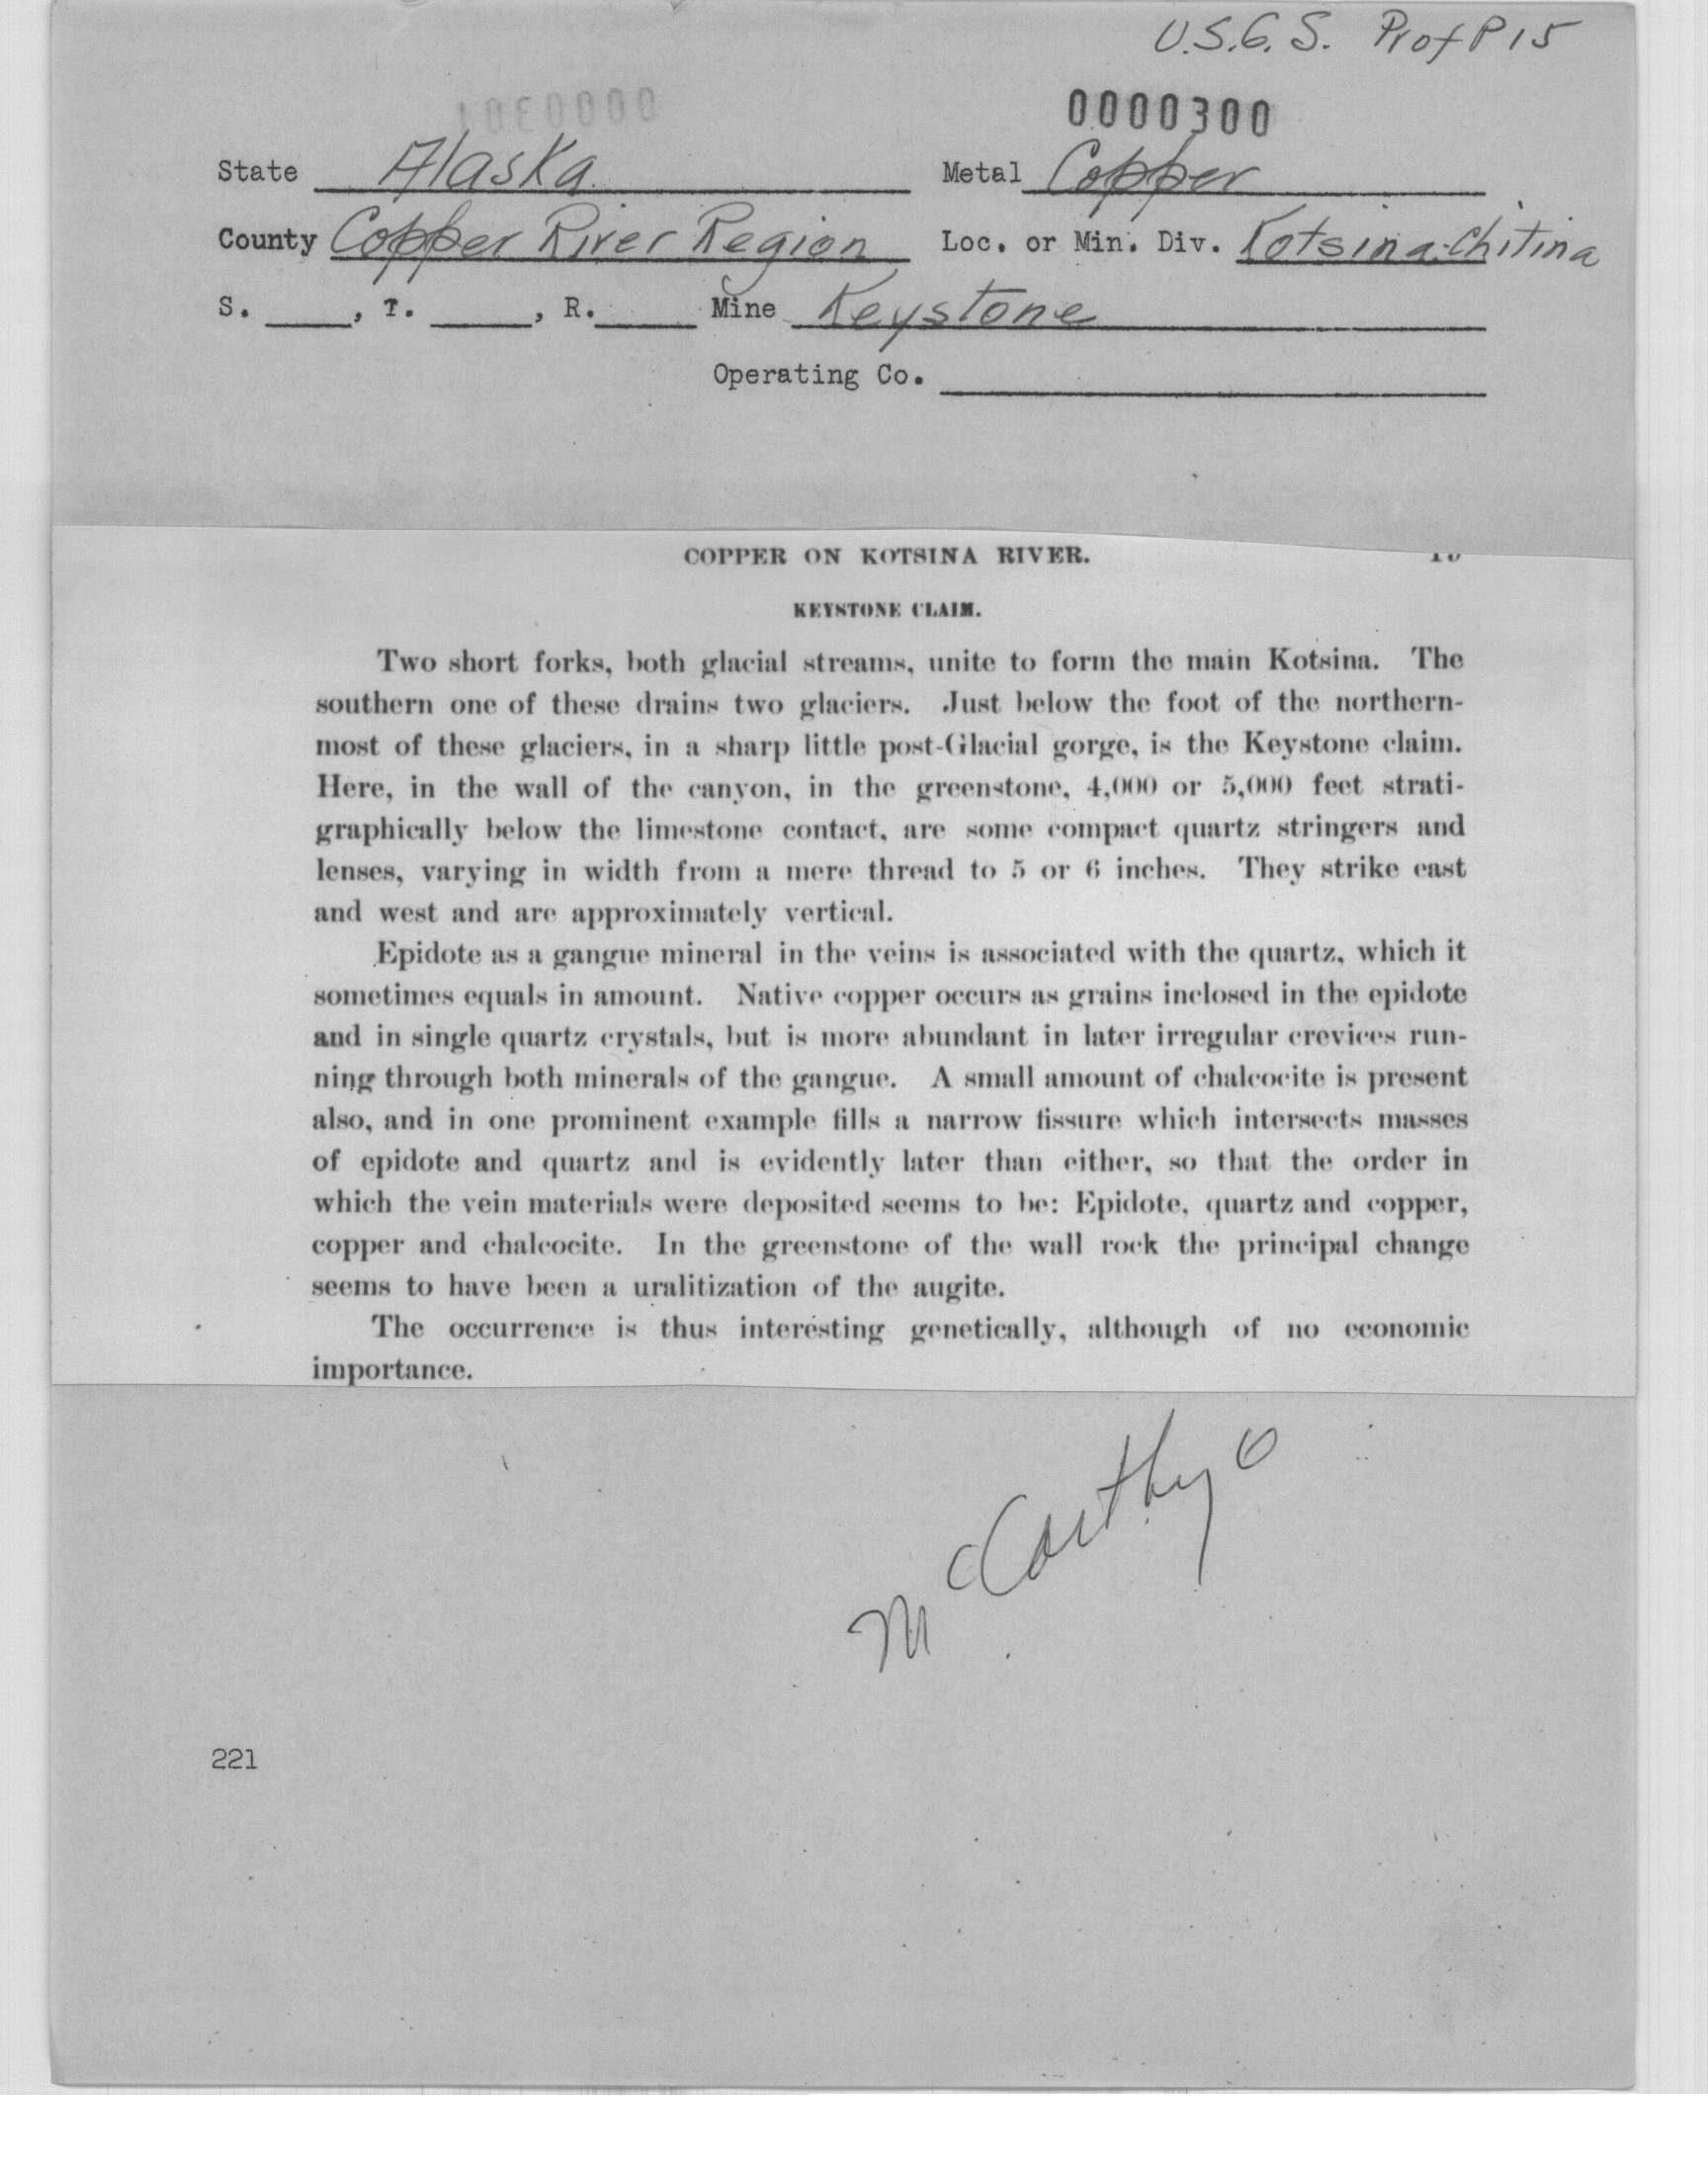 U.S.G.S. Prof P 15
0000300
State Alaska Metal Copper
County Copper River Region Loc. or Min. Div. Kotsina-Chitina
S. ____, T. ____, R. ____ Mine Keystone
Operating Co.
COPPER ON KOTSINA RIVER.
KEYSTONE CLAIM.
Two short forks, both glacial streams, unite to form the main Kotsina. The
southern one of these drains two glaciers. Just below the foot of the northern-
most of these glaciers, in a sharp little post-Glacial gorge, is the Keystone claim.
Here, in the wall of the canyon, in the greenstone, 4,000 or 5,000 feet strati-
graphically below the limestone contact, are some compact quartz stringers and
lenses, varying in width from a mere thread to 5 or 6 inches. They strike east
and west and are approximately vertical.
Epidote as a gangue mineral in the veins is associated with the quartz, which it
sometimes equals in amount. Native copper occurs as grains inclosed in the epidote
and in single quartz crystals, but is more abundant in later irregular crevices run-
ning through both minerals of the gangue. A small amount of chalcocite is present
also, and in one prominent example fills a narrow fissure which intersects masses
of epidote and quartz and is evidently later than either, so that the order in
which the vein materials were deposited seems to be: Epidote, quartz and copper,
copper and chalcocite. In the greenstone of the wall rock the principal change
seems to have been a uralitization of the augite.
The occurrence is thus interesting genetically, although of no economic
importance.
McCarthy
221